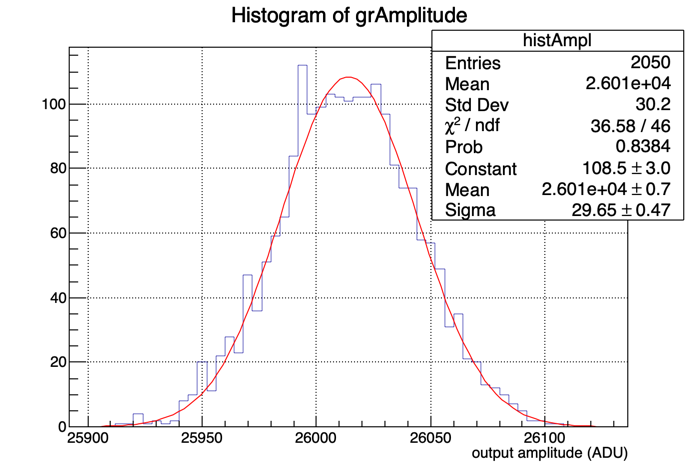 Histogram of grAmplitude
histAmpl
Entries 2050
Mean 2.601e+04
Std Dev 30.2
χ² / ndf 36.58 / 46
Prob 0.8384
Constant 108.5 ± 3.0
Mean 2.601e+04 ± 0.7
Sigma 29.65 ± 0.47
100
80
60
40
20
0
25900 25950 26000 26050 26100
output amplitude (ADU)